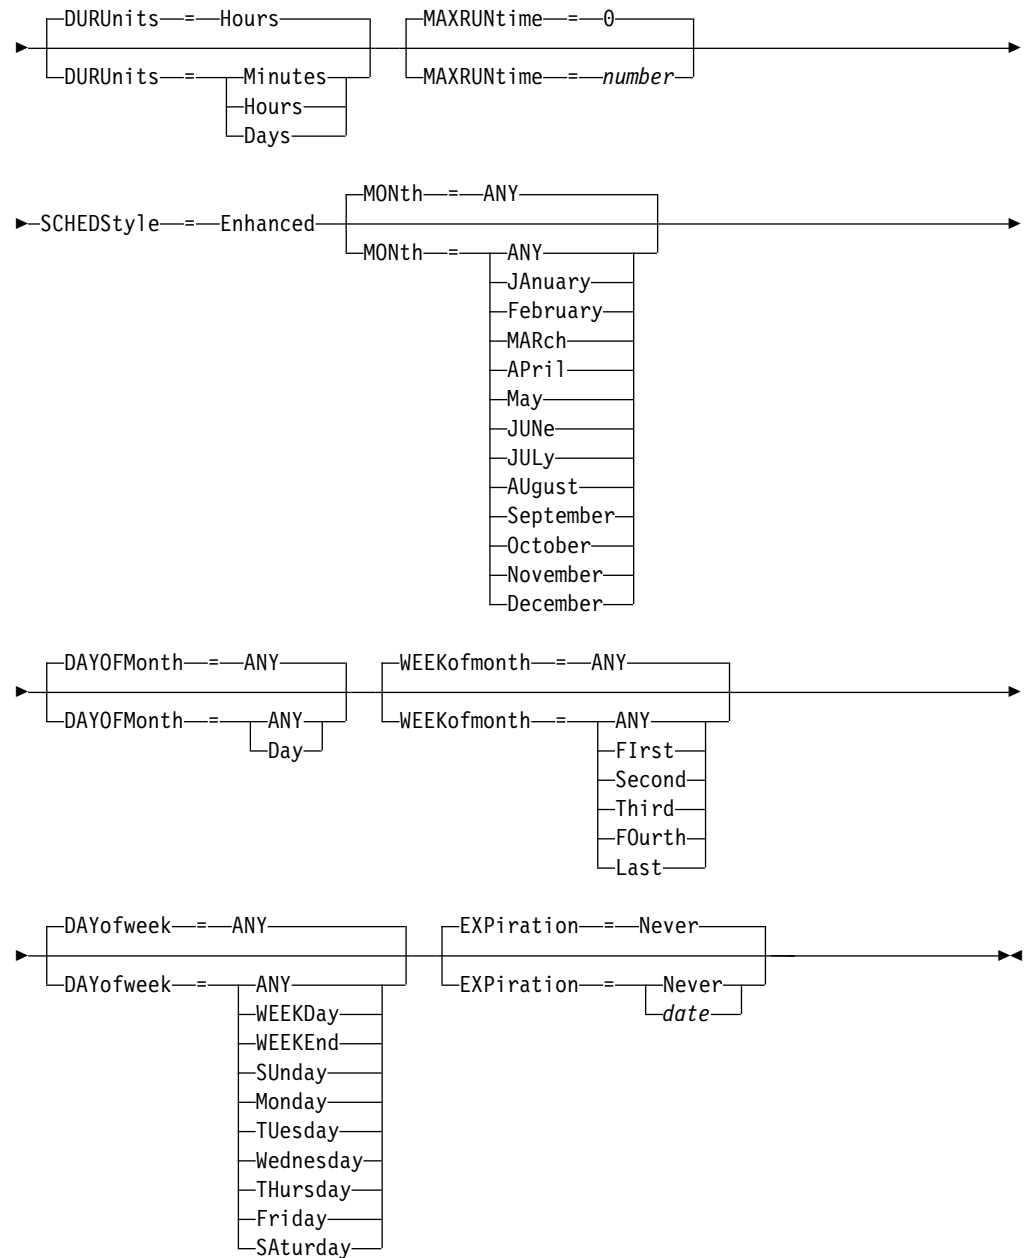 DURUnits = Hours MAXRUNtime = 0
DURUnits = Minutes MAXRUNtime = number
Hours
Days
MONth = ANY
SCHEDStyle = Enhanced
MONth = ANY
JAnuary
February
MARch
APril
May
JUNe
JULy
AUgust
September
October
November
December
DAYOFMonth = ANY WEEKofmonth = ANY
DAYOFMonth = ANY WEEKofmonth = ANY
Day FIrst
Second
Third
FOurth
Last
DAYofweek = ANY EXPiration = Never
DAYofweek = ANY EXPiration = Never
WEEKDay date
WEEKEnd
SUnday
Monday
TUesday
Wednesday
THursday
Friday
SAturday